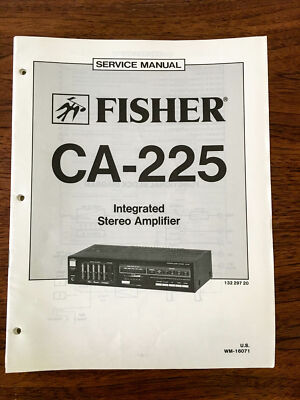 SERVICE MANUAL
FISHER®
CA-225
Integrated
Stereo Amplifier
132 297 20
U.S.
WM-16071